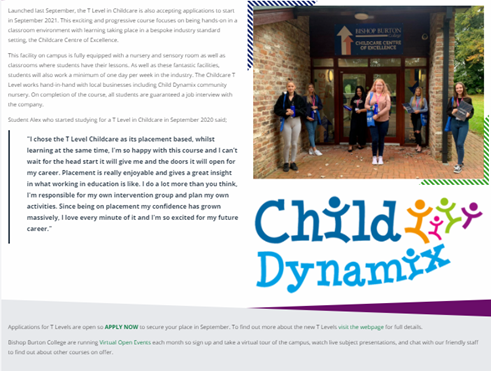 Launched last September, the T Level in Childcare is also accepting applications to start
in September 2021. This exciting and progressive course focuses on being hands-on in a
classroom environment with learning taking place in a bespoke industry standard
setting, the Childcare Centre of Excellence.
This facility on campus is fully equipped with a nursery and sensory room as well as
classrooms where students have their lessons. As well as these fantastic facilities,
students will also work a minimum of one day per week in the industry. The Childcare T
Level works hand-in-hand with local businesses including Child Dynamix community
nursery. On completion of the course, all students are guaranteed a job interview with
the company.
Student Alex who started studying for a T Level in Childcare in September 2020 said;
"I chose the T Level Childcare as its placement based, whilst
learning at the same time, I'm so happy with this course and I can't
wait for the head start it will give me and the doors it will open for
my career. Placement is really enjoyable and gives a great insight
in what working in education is like. I do a lot more than you think,
I'm responsible for my own intervention group and plan my own
activities. Since being on placement my confidence has grown
massively, I love every minute of it and I'm so excited for my future
career."
BISHOP BURTON
CHILDCARE CENTRE
OF EXCELLENCE
Child
Dynamix
Applications for T Levels are open so APPLY NOW to secure your place in September. To find out more about the new T Levels visit the webpage for full details.
Bishop Burton College are running Virtual Open Events each month so sign up and take a virtual tour of the campus, watch live subject presentations, and chat with our friendly staff
to find out about other courses on offer.